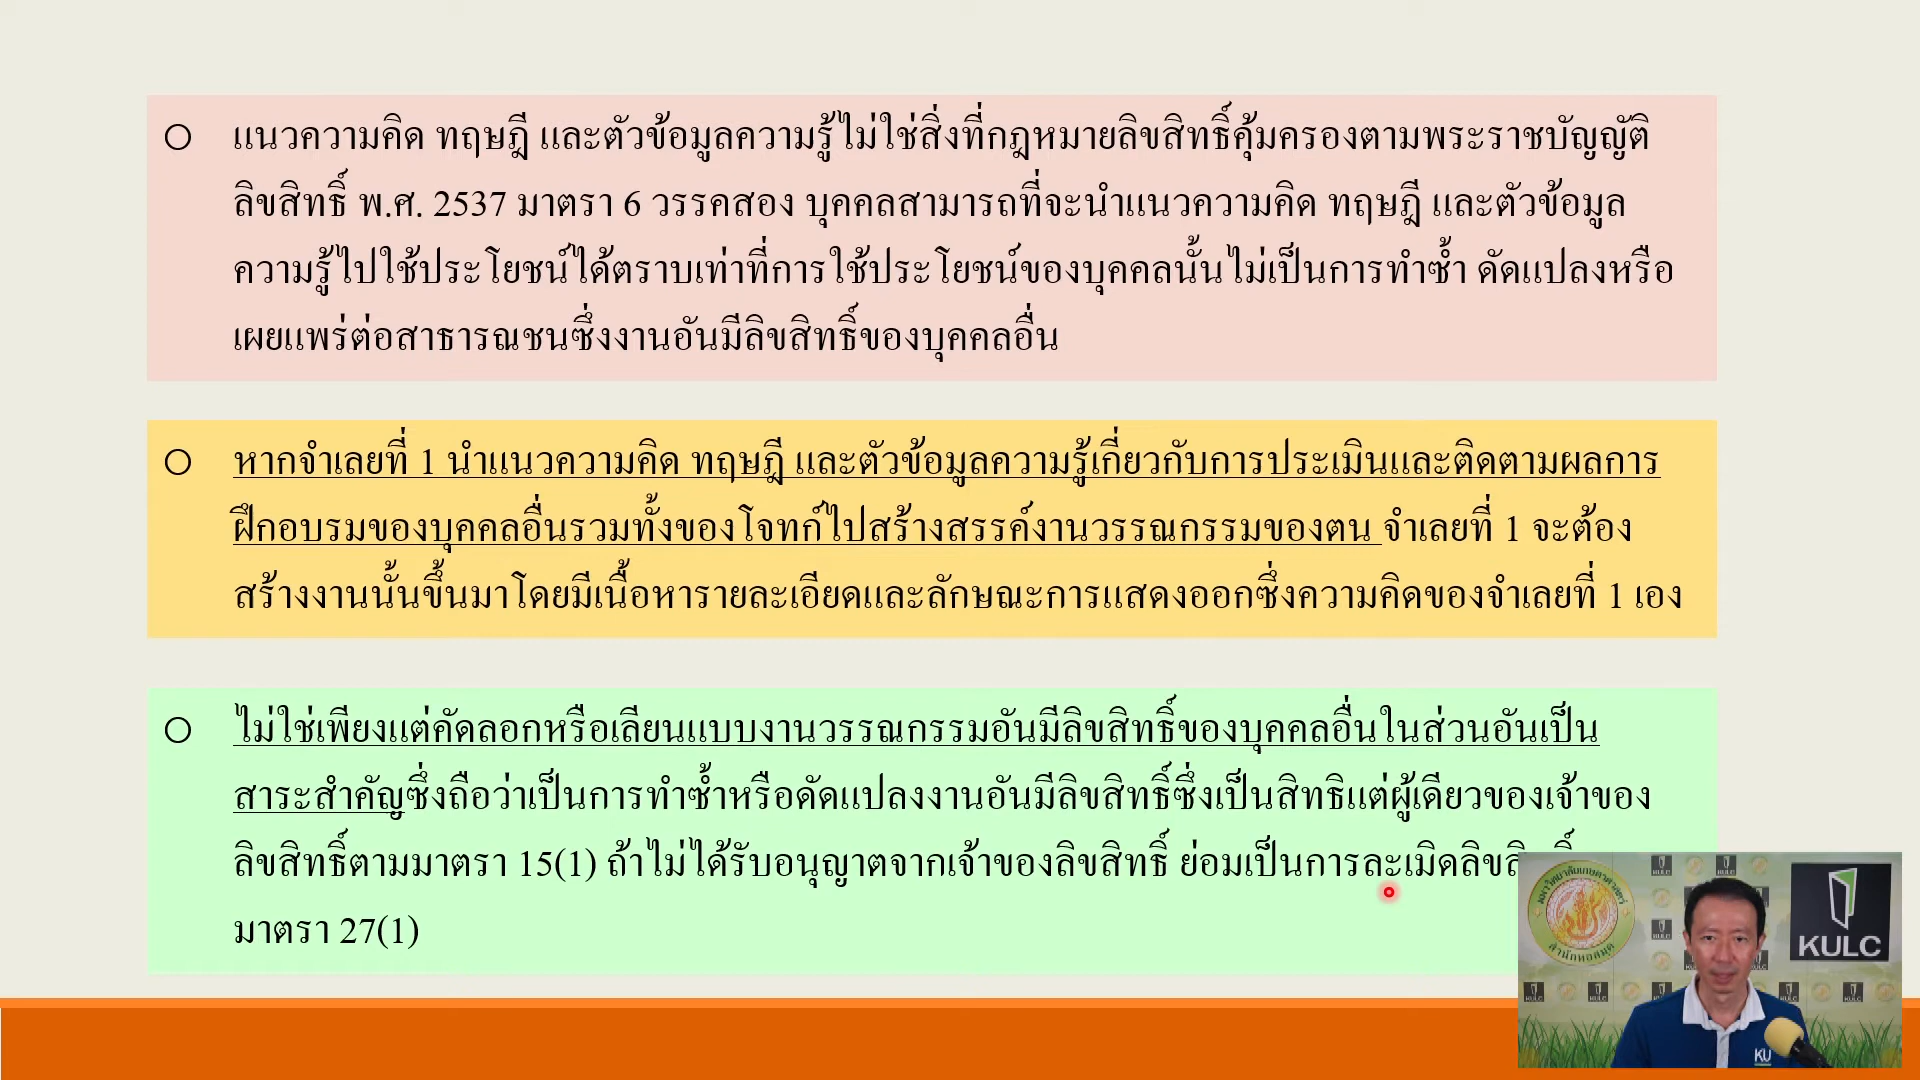 แนวความคิด ทฤษฎี และตัวข้อมูลความรู้ไม่ใช่สิ่งที่กฎหมายลิขสิทธิ์คุ้มครองตามพระราชบัญญัติ
ลิขสิทธิ์ พ.ศ. 2537 มาตรา 6 วรรคสอง บุคคลสามารถที่จะนำแนวความคิด ทฤษฎี และตัวข้อมูล
ความรู้ไปใช้ประโยชน์ได้ตราบเท่าที่การใช้ประโยชน์ของบุคคลนั้นไม่เป็นการทำซ้ำ ดัดแปลงหรือ
เผยแพร่ต่อสาธารณชนซึ่งงานอันมีลิขสิทธิ์ของบุคคลอื่น
หากจำเลยที่ 1 นำแนวความคิด ทฤษฎี และตัวข้อมูลความรู้เกี่ยวกับการประเมินและติดตามผลการ
ฝึกอบรมของบุคคลอื่นรวมทั้งของโจทก์ไปสร้างสรรค์งานวรรณกรรมของตน จำเลยที่ 1 จะต้อง
สร้างงานนั้นขึ้นมาโดยมีเนื้อหารายละเอียดและลักษณะการแสดงออกซึ่งความคิดของจำเลยที่ 1 เอง
ไม่ใช่เพียงแต่คัดลอกหรือเลียนแบบงานวรรณกรรมอันมีลิขสิทธิ์ของบุคคลอื่นในส่วนอันเป็น
สาระสำคัญซึ่งถือว่าเป็นการทำซ้ำหรือดัดแปลงงานอันมีลิขสิทธิ์ซึ่งเป็นสิทธิแต่ผู้เดียวของเจ้าของ
ลิขสิทธิ์ตามมาตรา 15(1) ถ้าไม่ได้รับอนุญาตจากเจ้าของลิขสิทธิ์ ย่อมเป็นการละเมิด
มาตรา 27(1)
มหาวิทยาลัยเกษตรศาสตร์
สำนักหอสมุด
KULC
KU